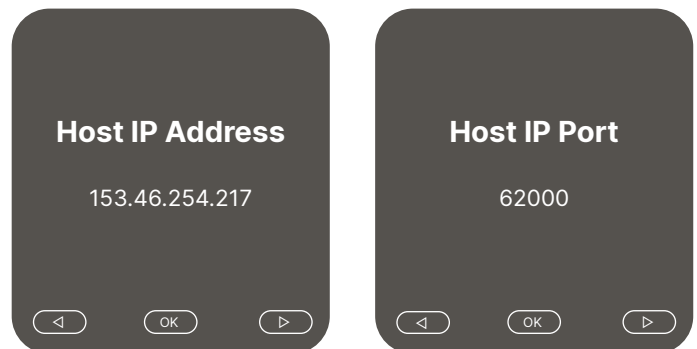 Host IP Address
153.46.254.217
OK
Host IP Port
62000
OK